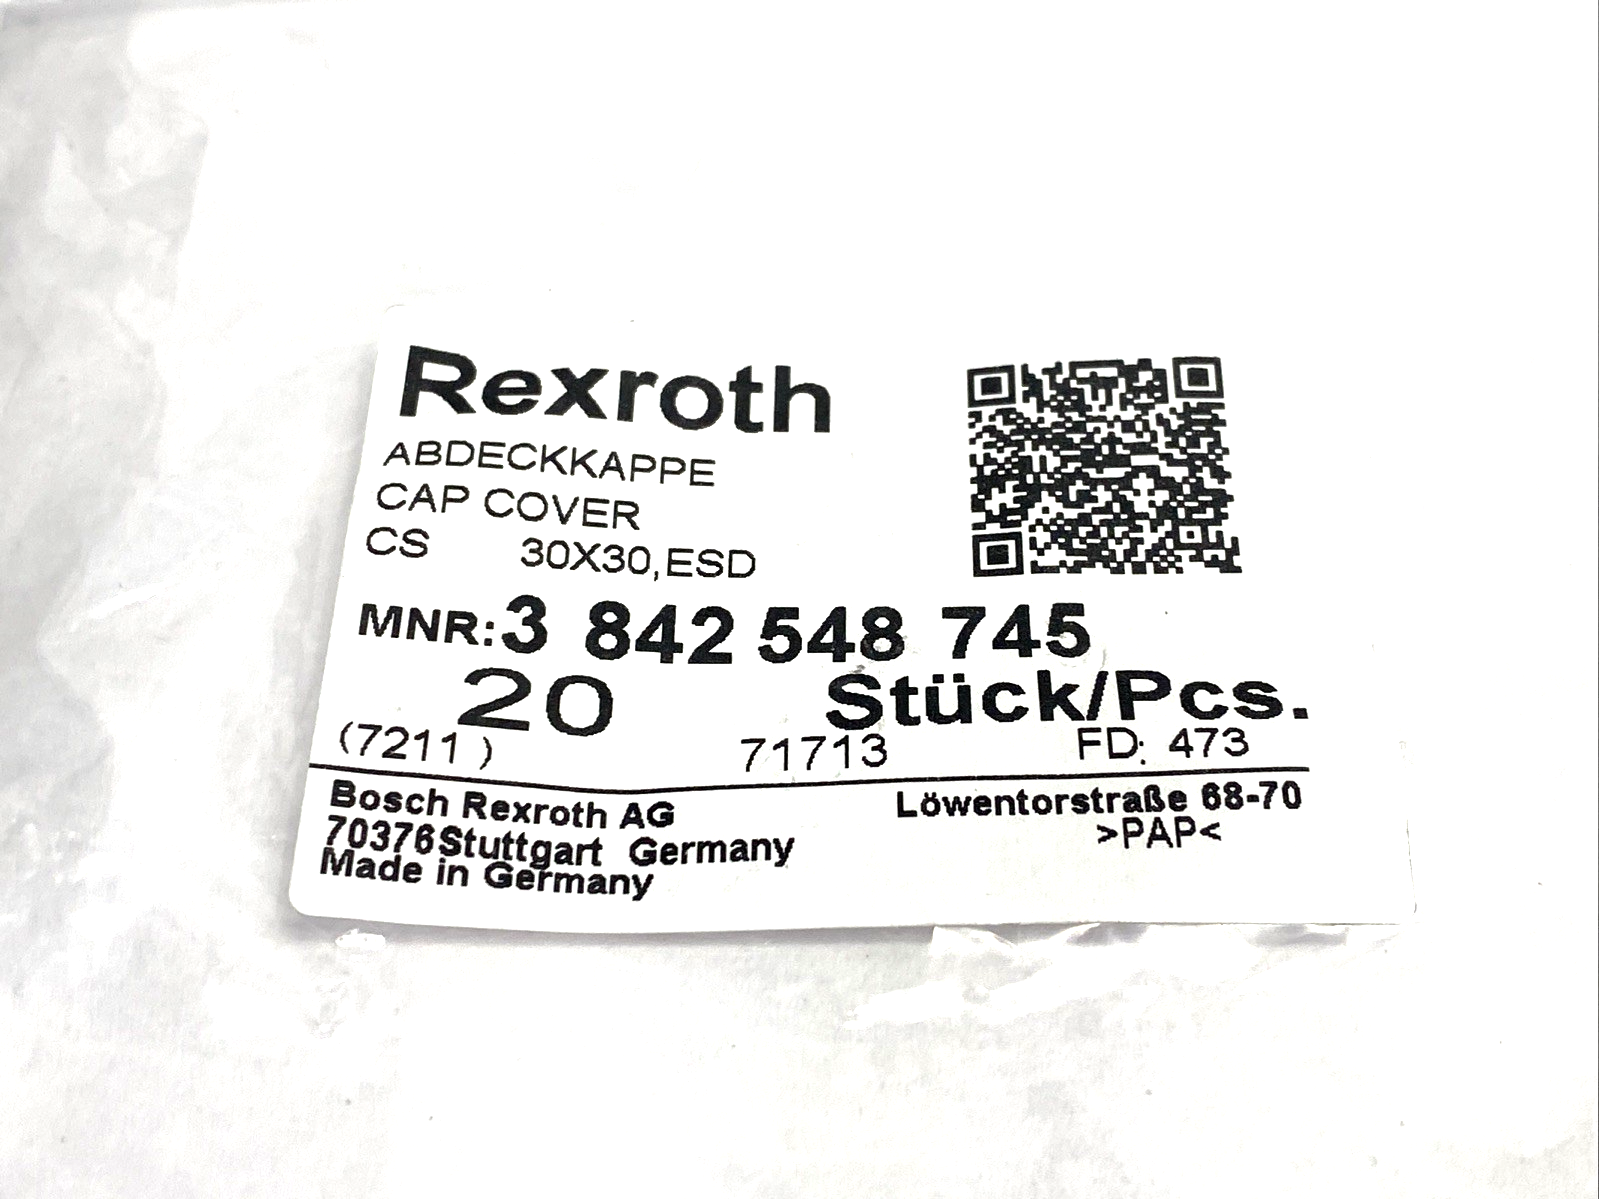 Rexroth
ABDECKKAPPE
CAP COVER
CS 30X30,ESD
MNR:3 842 548 745
20 Stück/Pcs.
(7211 ) 71713 FD: 473
Bosch Rexroth AG Löwentorstraße 68-70
70376Stuttgart Germany >PAP<
Made in Germany